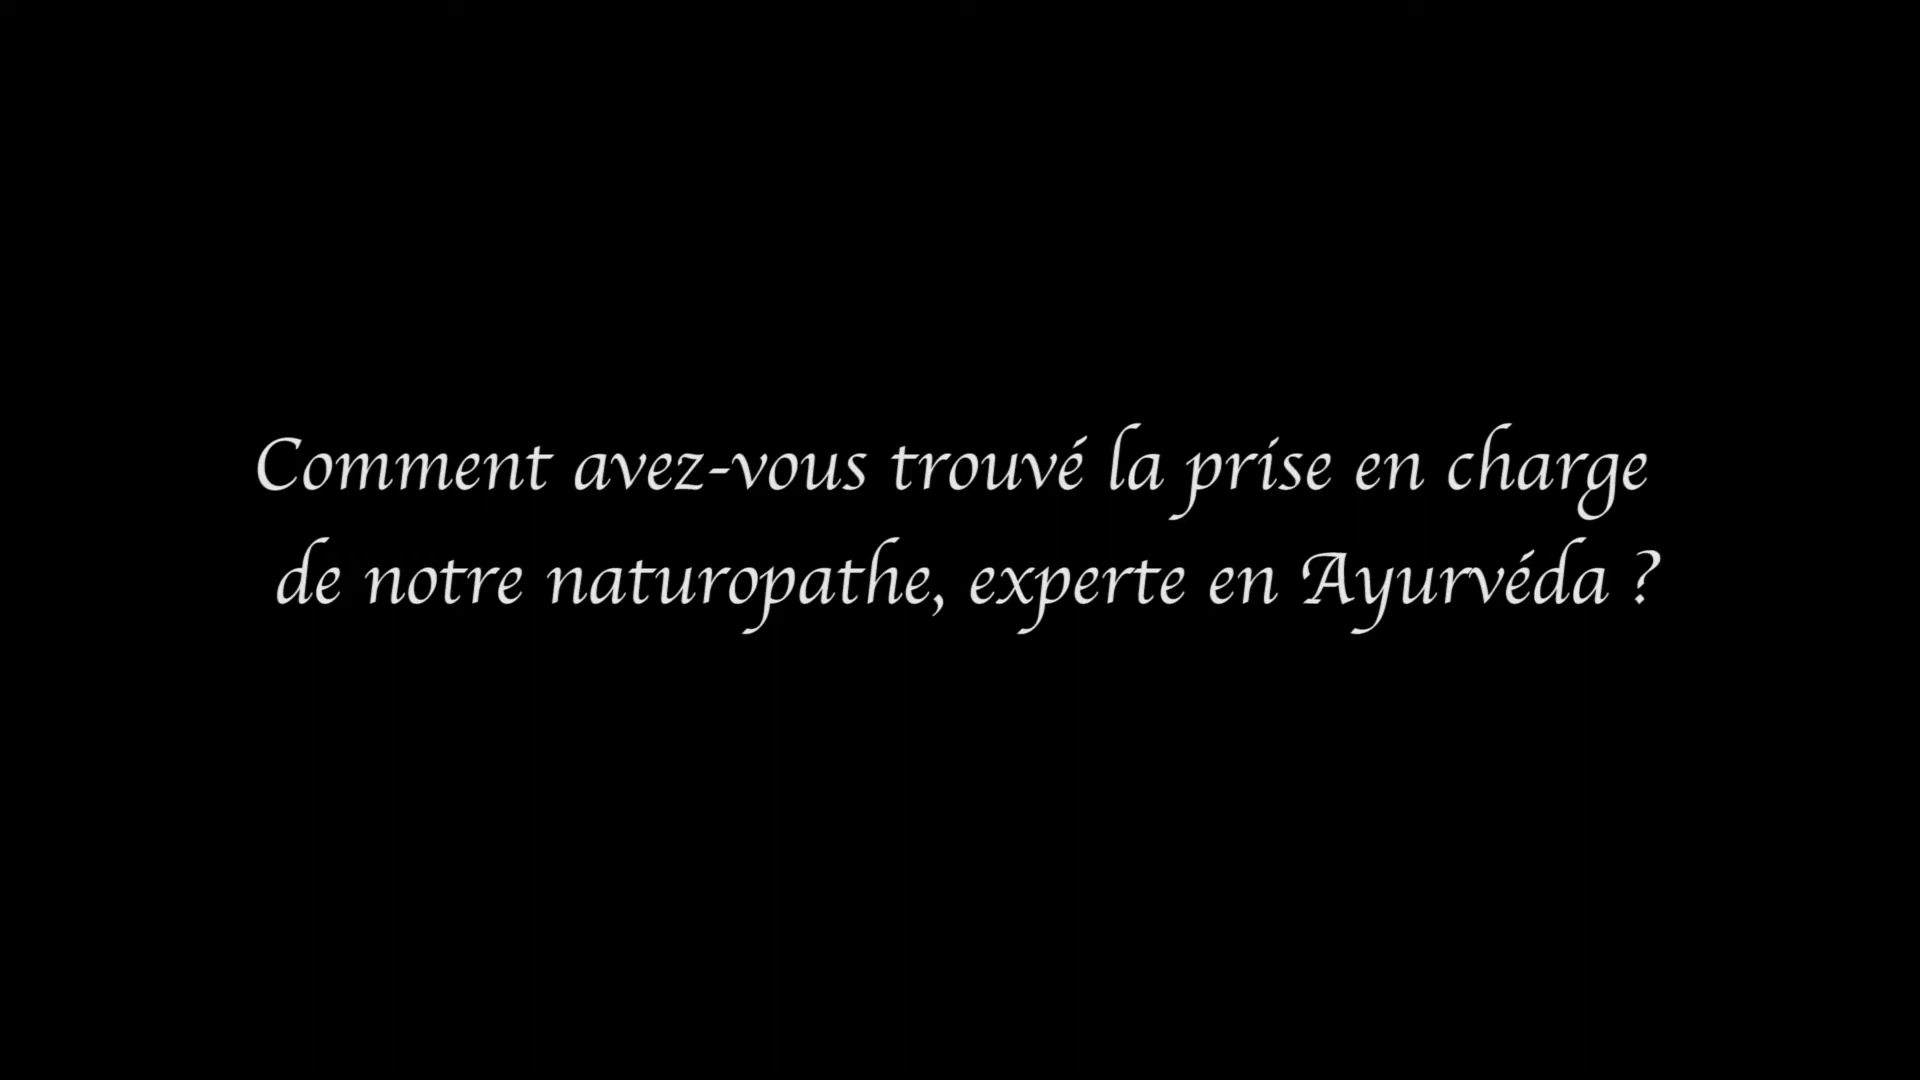 Comment avez-vous trouvé la prise en charge
de notre naturopathe, experte en Ayurvéda ?